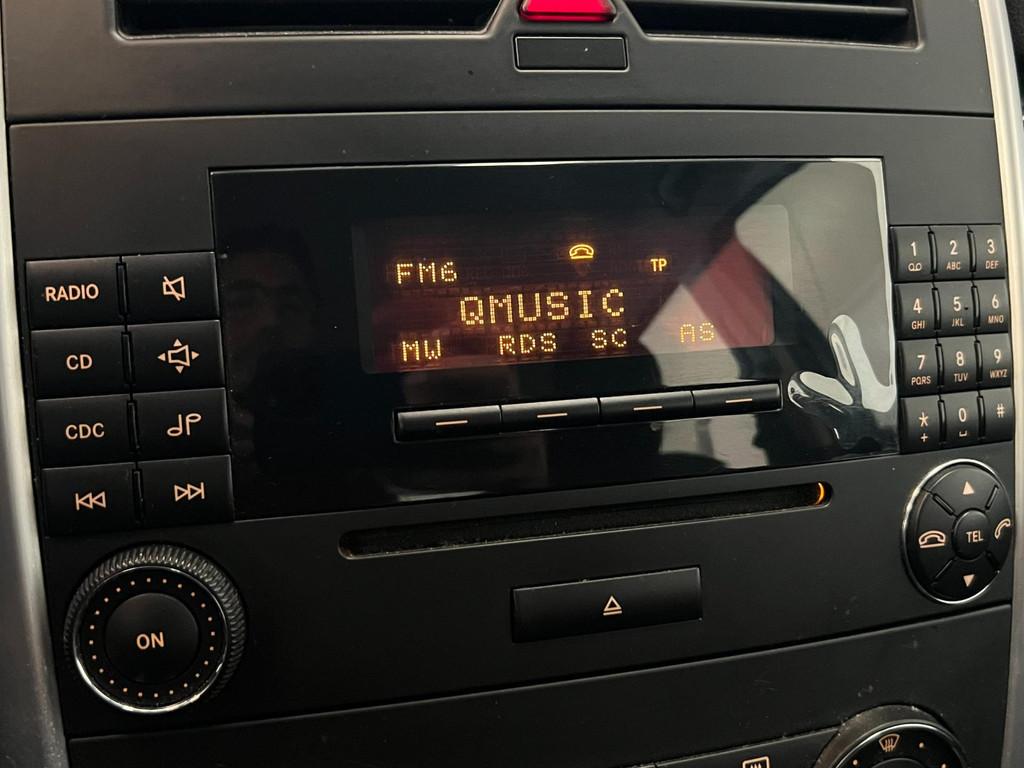 FM6 TP
QMUSIC
MW RDS SC AS
RADIO
CD
CDC
ON
1 2 ABC 3 DEF
4 GHI 5 JKL 6 MNO
7 PQRS 8 TUV 9 WXYZ
* + 0 #
TEL